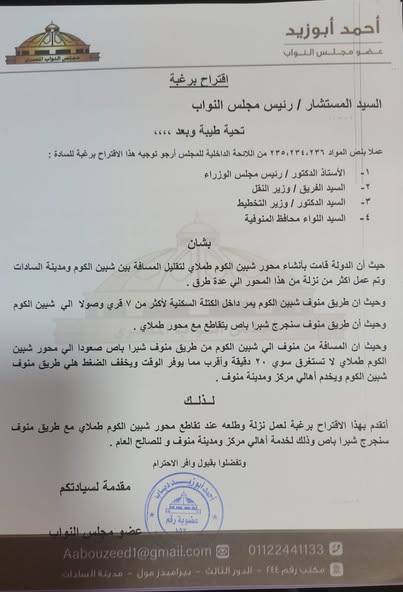 أحمد أبوزيد
عضو مجلس النواب
مجلس النواب المصري
إقتراح برغبة
السيد المستشار / رئيس مجلس النواب
تحية طيبة وبعد ،،،،
عملا بنص المواد ٢٣٥،٢٣٤،٢٣٦ من اللائحة الداخلية للمجلس أرجو توجيه هذا الاقتراح برغبة للسادة :
١- الأستاذ الدكتور / رئيس مجلس الوزراء
٢- السيد الفريق / وزير النقل
٣- السيد الدكتور / وزير التخطيط
٤- السيد اللواء محافظ المنوفية
بشأن
حيث أن الدولة قامت بأنشاء محور شبين الكوم طملاي لتقليل المسافة بين شبين الكوم ومدينة السادات
وتم عمل اكثر من نزلة من هذا المحور الي عدة طرق .
وحيث ان طريق منوف شبين الكوم يمر داخل الكتلة السكنية لأكثر من ٧ قري وصولا الي شبين الكوم
وحيث أن طريق منوف سنجرج شبرا باص يتقاطع مع محور طملاي .
وحيث إن المسافة من منوف الي شبين الكوم من طريق منوف شبرا باص صعودا الي محور شبين
الكوم طملاي لا تستغرق سوي ٢٠ دقيقة وأقرب مما يوفر الوقت ويخفف الضغط هلي طريق منوف
شبين الكوم ويخدم أهالي مركز ومدينة منوف .
لـذلـك
أتقدم بهذا الاقتراح برغبة لعمل نزلة وطلعه عند تقاطع محور شبين الكوم طملاي مع طريق منوف
سنجرج شبرا باص وذلك لخدمة أهالي مركز ومدينة منوف و للصالح العام .
وتفضلوا بقبول وافر الاحترام
مقدمة لسيادتكم
أحمد أبوزيد دياب
عضوية رقم
عضو مجلس النواب
Aabouzeed1@gmail.com
01122441133
مكتب رقم ٢٤٤ - الدور الثالث - بيراميدز مول - مدينة السادات